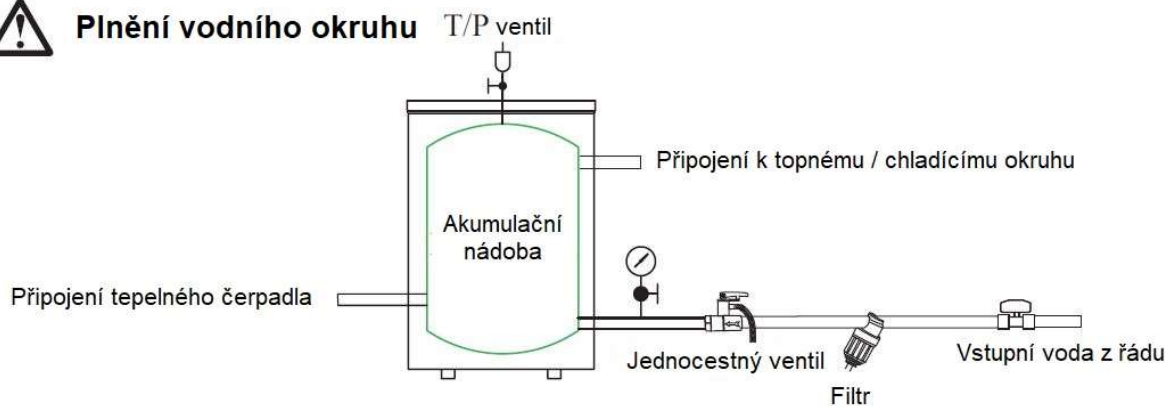 Plnění vodního okruhu T/P ventil
Připojení k topnému / chladícímu okruhu
Akumulační
nádoba
Připojení tepelného čerpadla
Jednocestný ventil
Vstupní voda z řádu
Filtr